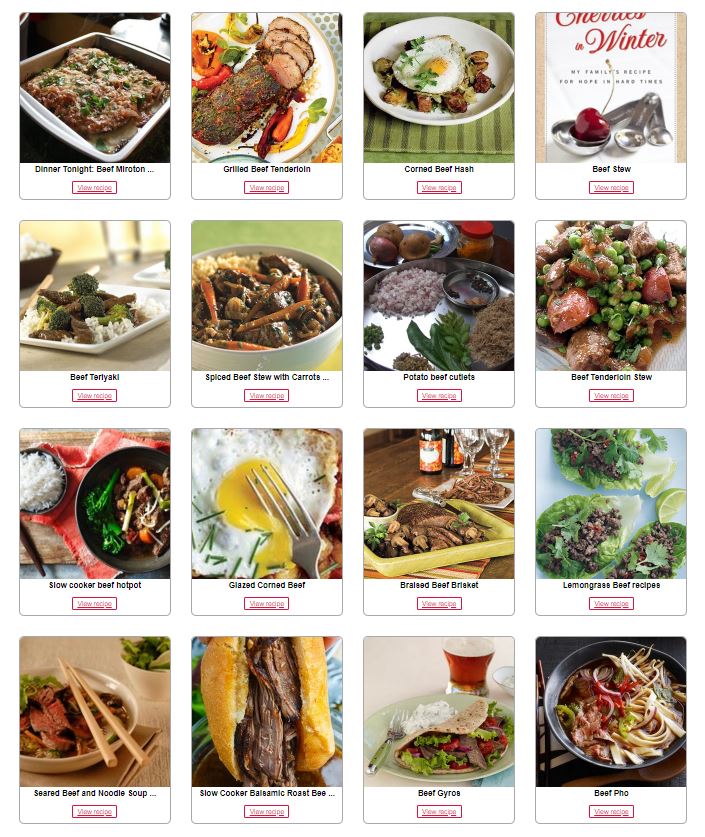 Cherries
in Winter
MY FAMILY'S RECIPE
FOR HOPE IN HARD TIMES
Dinner Tonight: Beef Miroton ...
Grilled Beef Tenderloin
Corned Beef Hash
Beef Stew
View recipe
View recipe
View recipe
View recipe
Beef Teriyaki
Spiced Beef Stew with Carrots ...
Potato beef cutlets
Beef Tenderloin Stew
View recipe
View recipe
View recipe
View recipe
Slow cooker beef hotpot
Glazed Corned Beef
Braised Beef Brisket
Lemongrass Beef recipes
View recipe
View recipe
View recipe
View recipe
Seared Beef and Noodle Soup ...
Slow Cooker Balsamic Roast Bee ...
Beef Gyros
Beef Pho
View recipe
View recipe
View recipe
View recipe